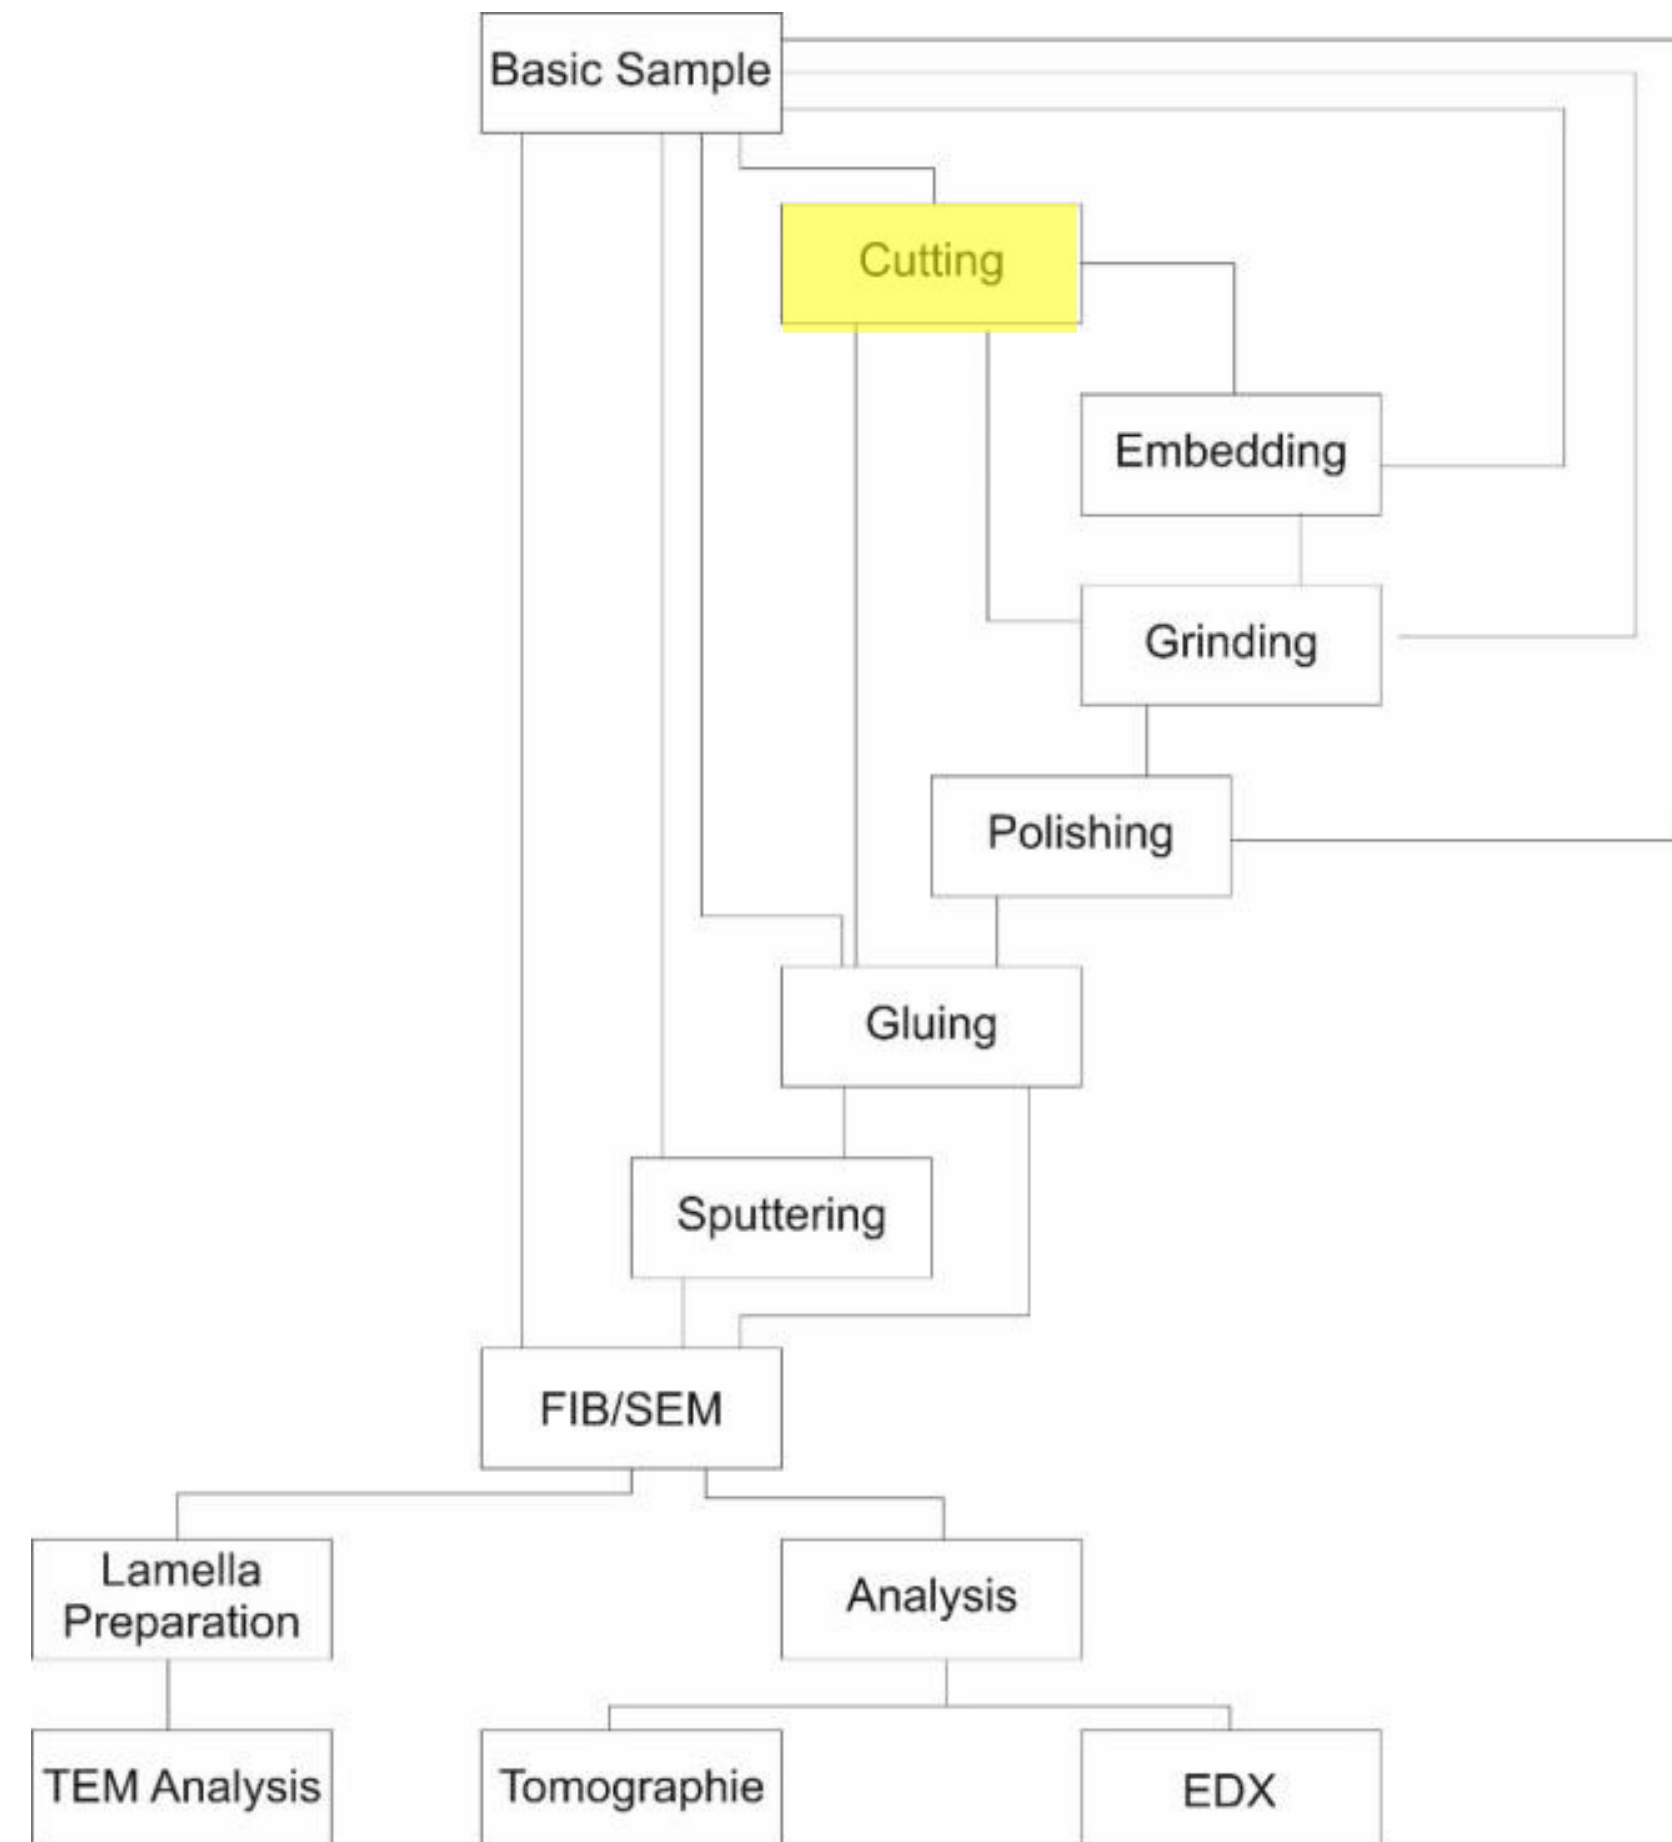 Basic Sample
Cutting
Embedding
Grinding
Polishing
Gluing
Sputtering
FIB/SEM
Lamella
Preparation
Analysis
TEM Analysis
Tomographie
EDX